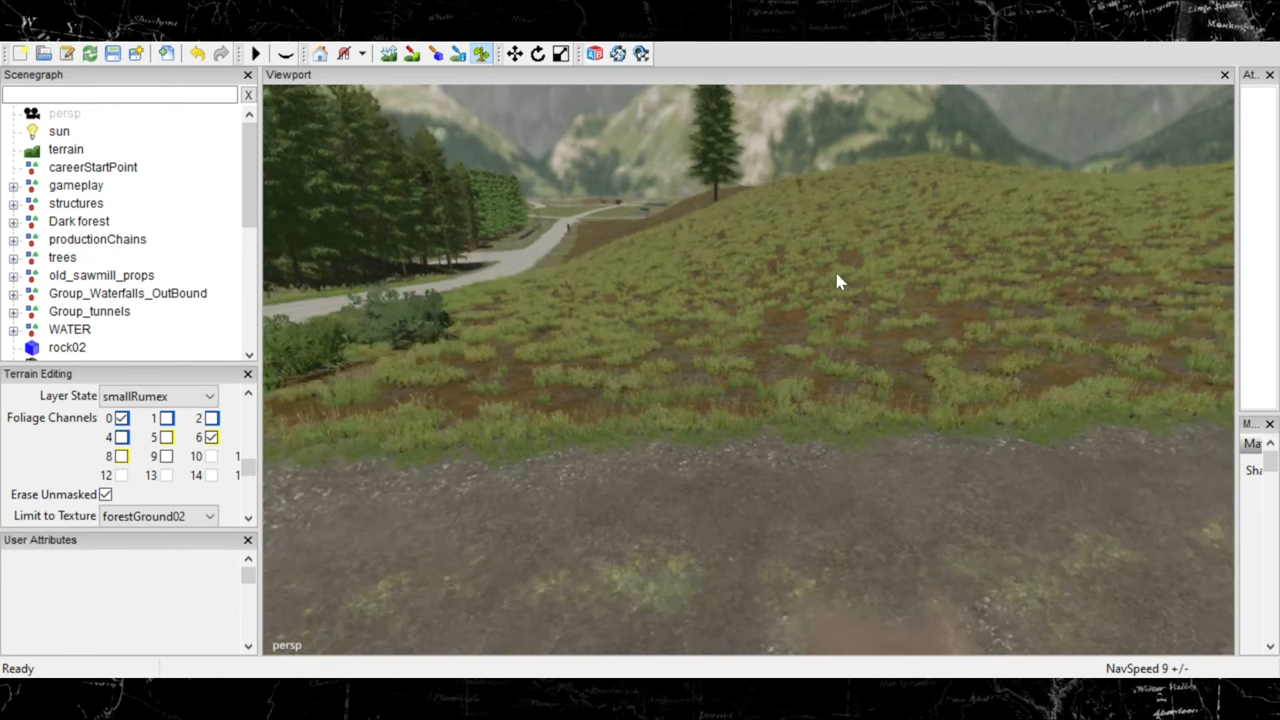 Scenegraph
Viewport
At..
X
persp
sun
terrain
careerStartPoint
gameplay
structures
Dark forest
productionChains
trees
old_sawmill_props
Group_Waterfalls_OutBound
Group_tunnels
WATER
rock02
Terrain Editing
Layer State smallRumex
Foliage Channels 0 1 2
4 5 6
8 9 10 1
12 13 14 1
Erase Unmasked
Limit to Texture forestGround02
User Attributes
M...
Ma
Sha
persp
Ready
NavSpeed 9 +/-